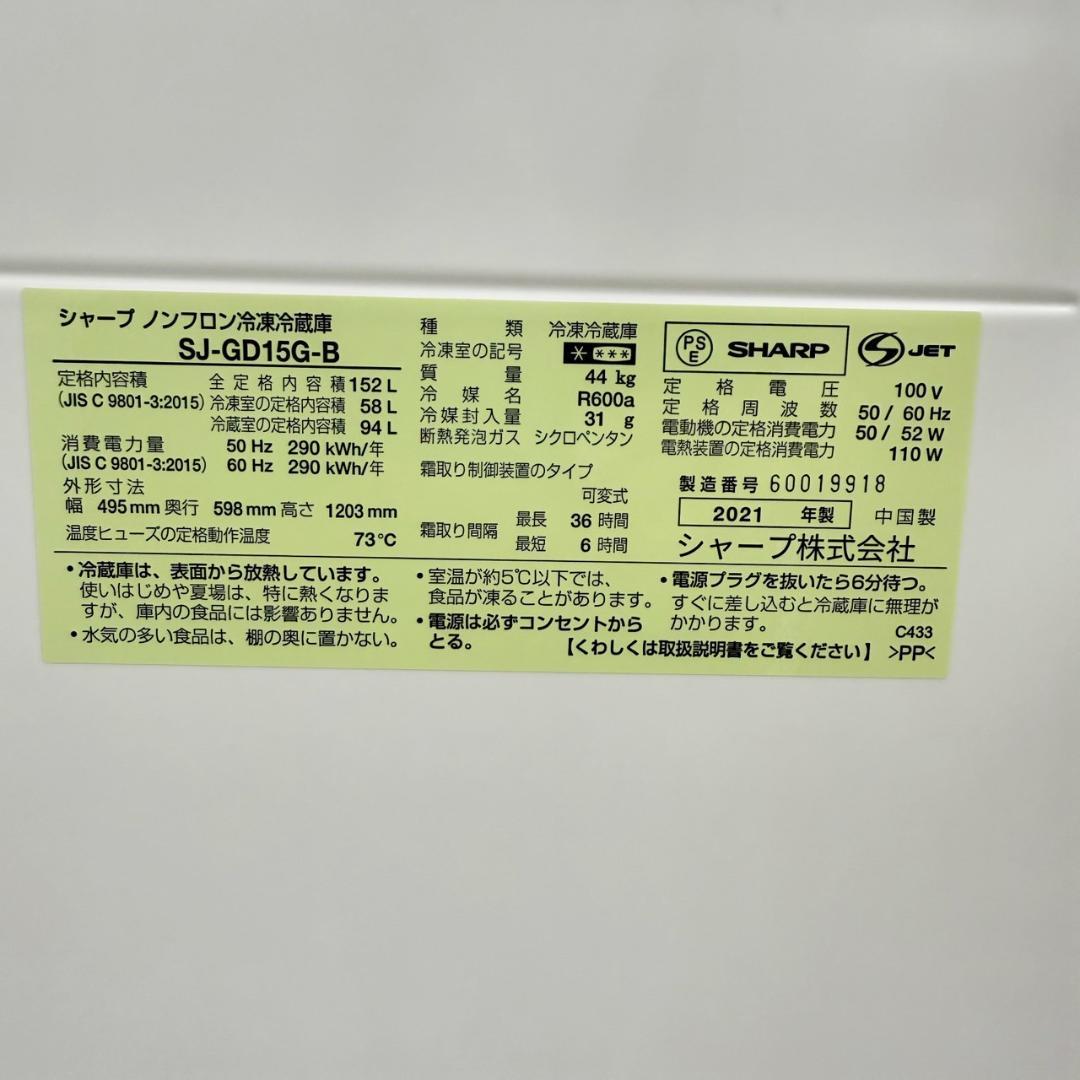 シャープ ノンフロン冷凍冷蔵庫
SJ-GD15G-B
定格内容積 全定格内容積 152 L
(JIS C 9801-3:2015) 冷凍室の定格内容積 58 L
冷蔵室の定格内容積 94 L
消費電力量 50 Hz 290 kWh/年
(JIS C 9801-3:2015) 60 Hz 290 kWh/年
外形寸法
幅 495 mm 奥行 598 mm 高さ 1203 mm
温度ヒューズの定格動作温度 73℃
種類 冷凍冷蔵庫
冷凍室の記号 * ***
質量 44 kg
冷媒名 R600a
冷媒封入量 31 g
断熱発泡ガス シクロペンタン
霜取り制御装置のタイプ
可変式
霜取り間隔 最長 36 時間
最短 6 時間
PSE SHARP S JET
定格電圧 100 V
定格周波数 50 / 60 Hz
電動機の定格消費電力 50 / 52 W
電熱装置の定格消費電力 110 W
製造番号 60019918
2021 年製 中国製
シャープ株式会社
・冷蔵庫は、表面から放熱しています。
使いはじめや夏場は、特に熱くなりま
すが、庫内の食品には影響ありません。
・水気の多い食品は、棚の奥に置かない。
・室温が約5℃以下では、
食品が凍ることがあります。
・電源は必ずコンセントから
とる。
・電源プラグを抜いたら6分待つ。
すぐに差し込むと冷蔵庫に無理が
かかります。
C433
【くわしくは取扱説明書をご覧ください】 >PP<